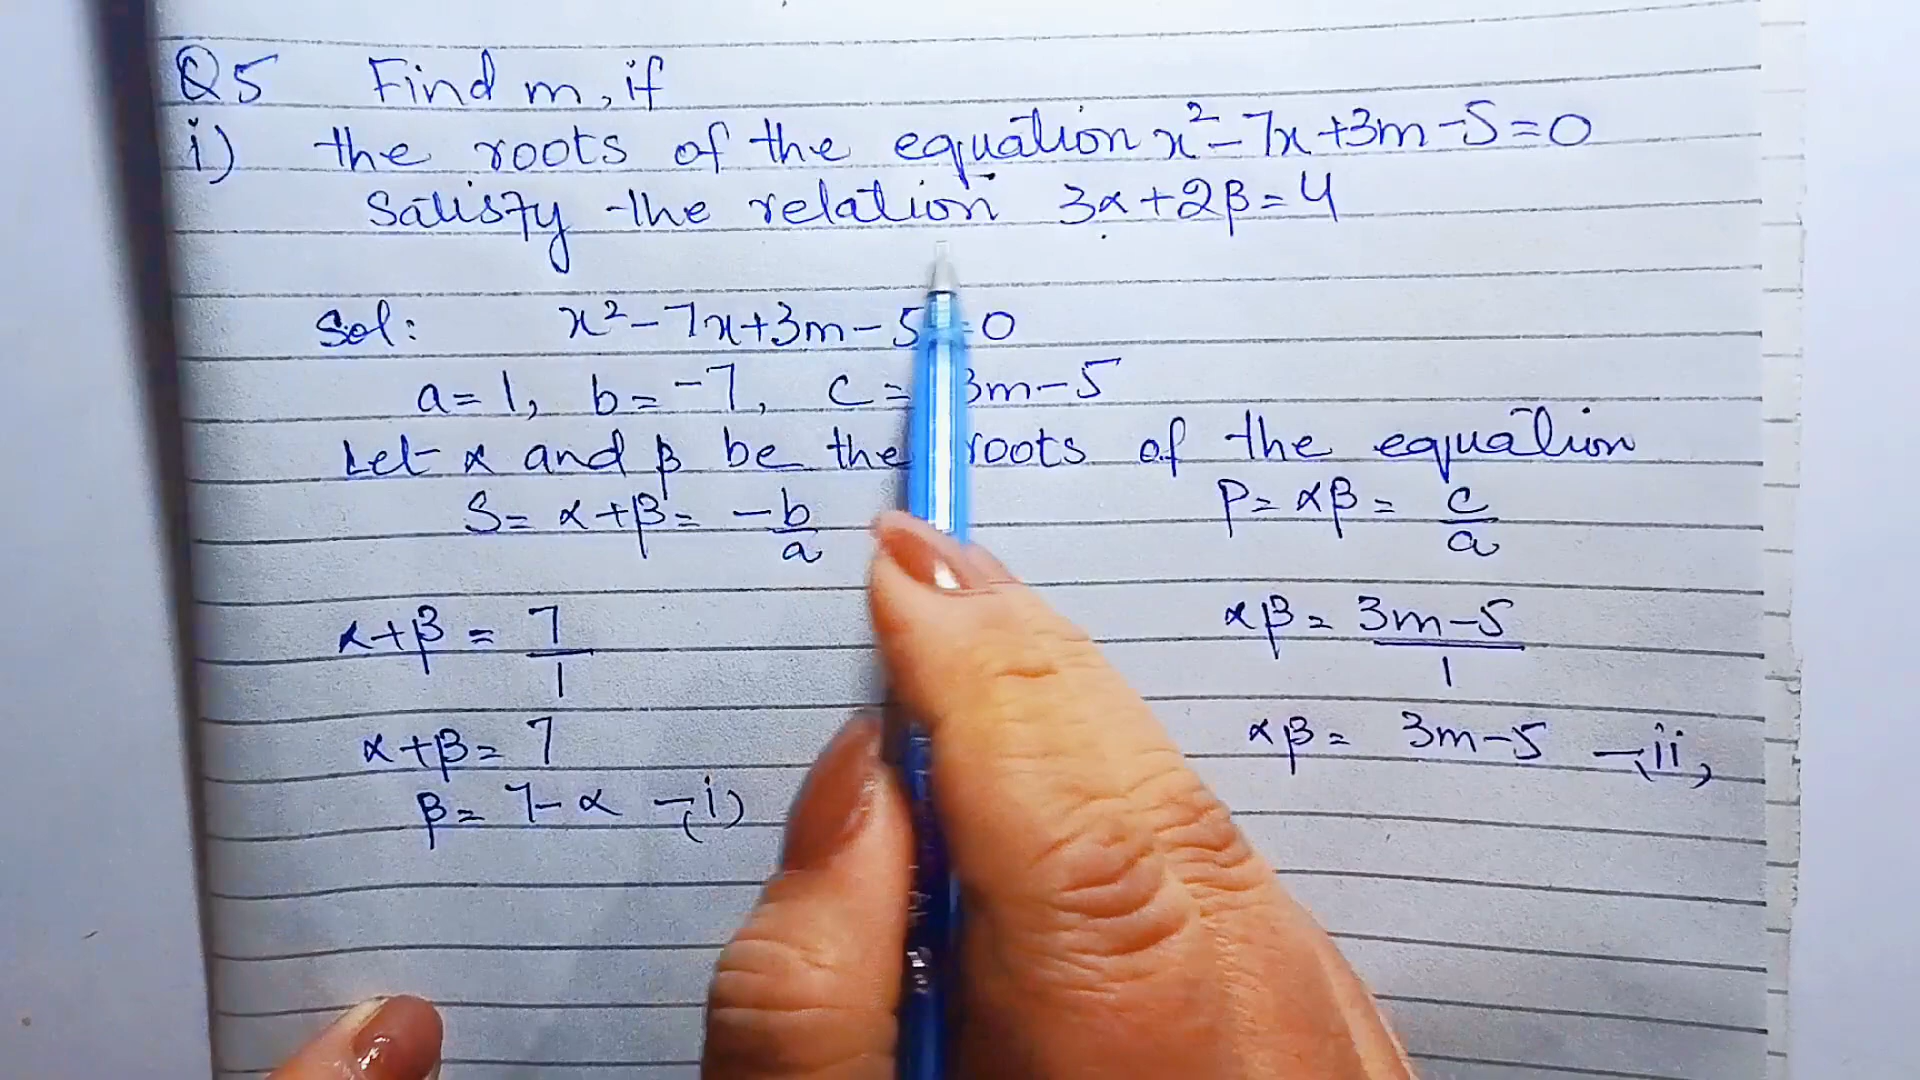 Q5 Find m, if
i) the roots of the equation x² - 7x + 3m - 5 = 0
Satisfy the relation 3α + 2β = 4
Sol: x² - 7x + 3m - 5 = 0
a = 1, b = -7, c = 3m - 5
Let α and β be the roots of the equation
S = α + β = -b/a P = αβ = c/a
α + β = 7/1 αβ = 3m - 5/1
α + β = 7 αβ = 3m - 5 —(ii)
β = 7 - α —(i)